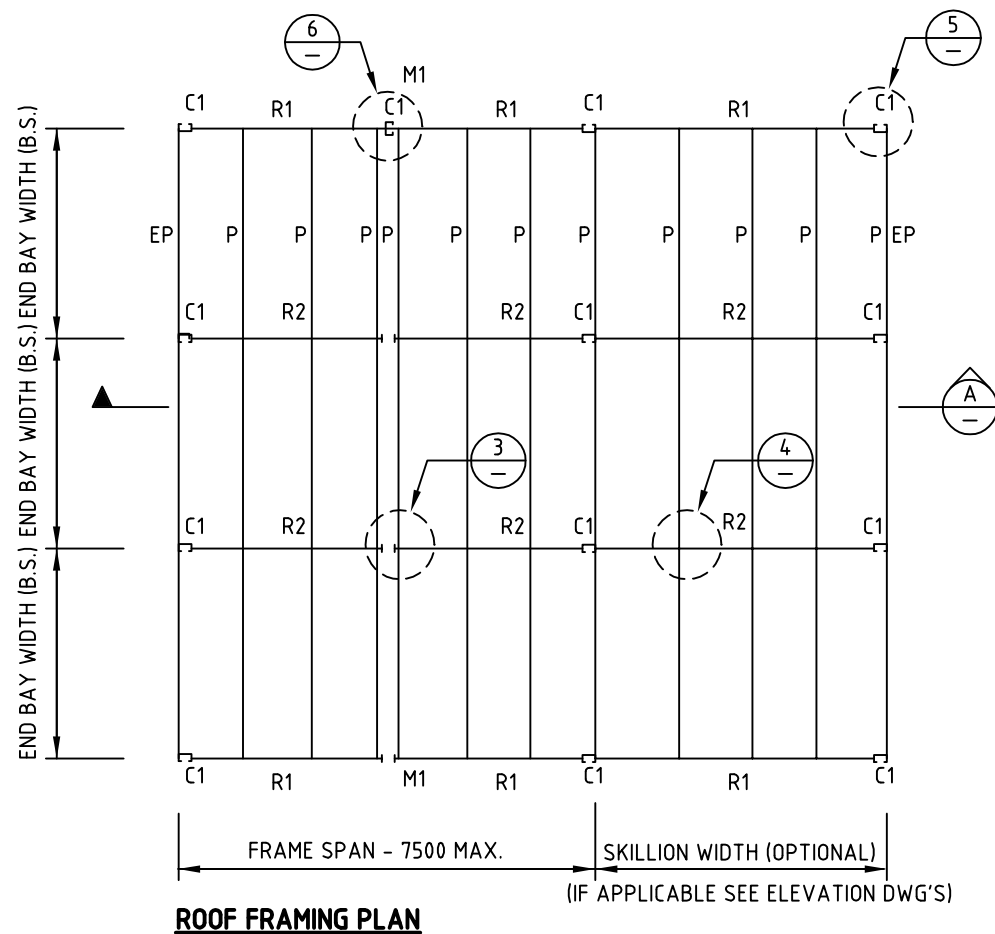 6
—
5
—
M1
C1
R1
C1
R1
C1
R1
C1
END BAY WIDTH (B.S.)
EP
P
P
P
P
P
P
P
P
P
P
P
EP
C1
R2
R2
C1
R2
C1
END BAY WIDTH (B.S.)
A
—
3
—
4
—
C1
R2
R2
C1
R2
C1
END BAY WIDTH (B.S.)
C1
R1
M1
R1
C1
R1
C1
FRAME SPAN - 7500 MAX.
SKILLION WIDTH (OPTIONAL)
(IF APPLICABLE SEE ELEVATION DWG'S)
ROOF FRAMING PLAN